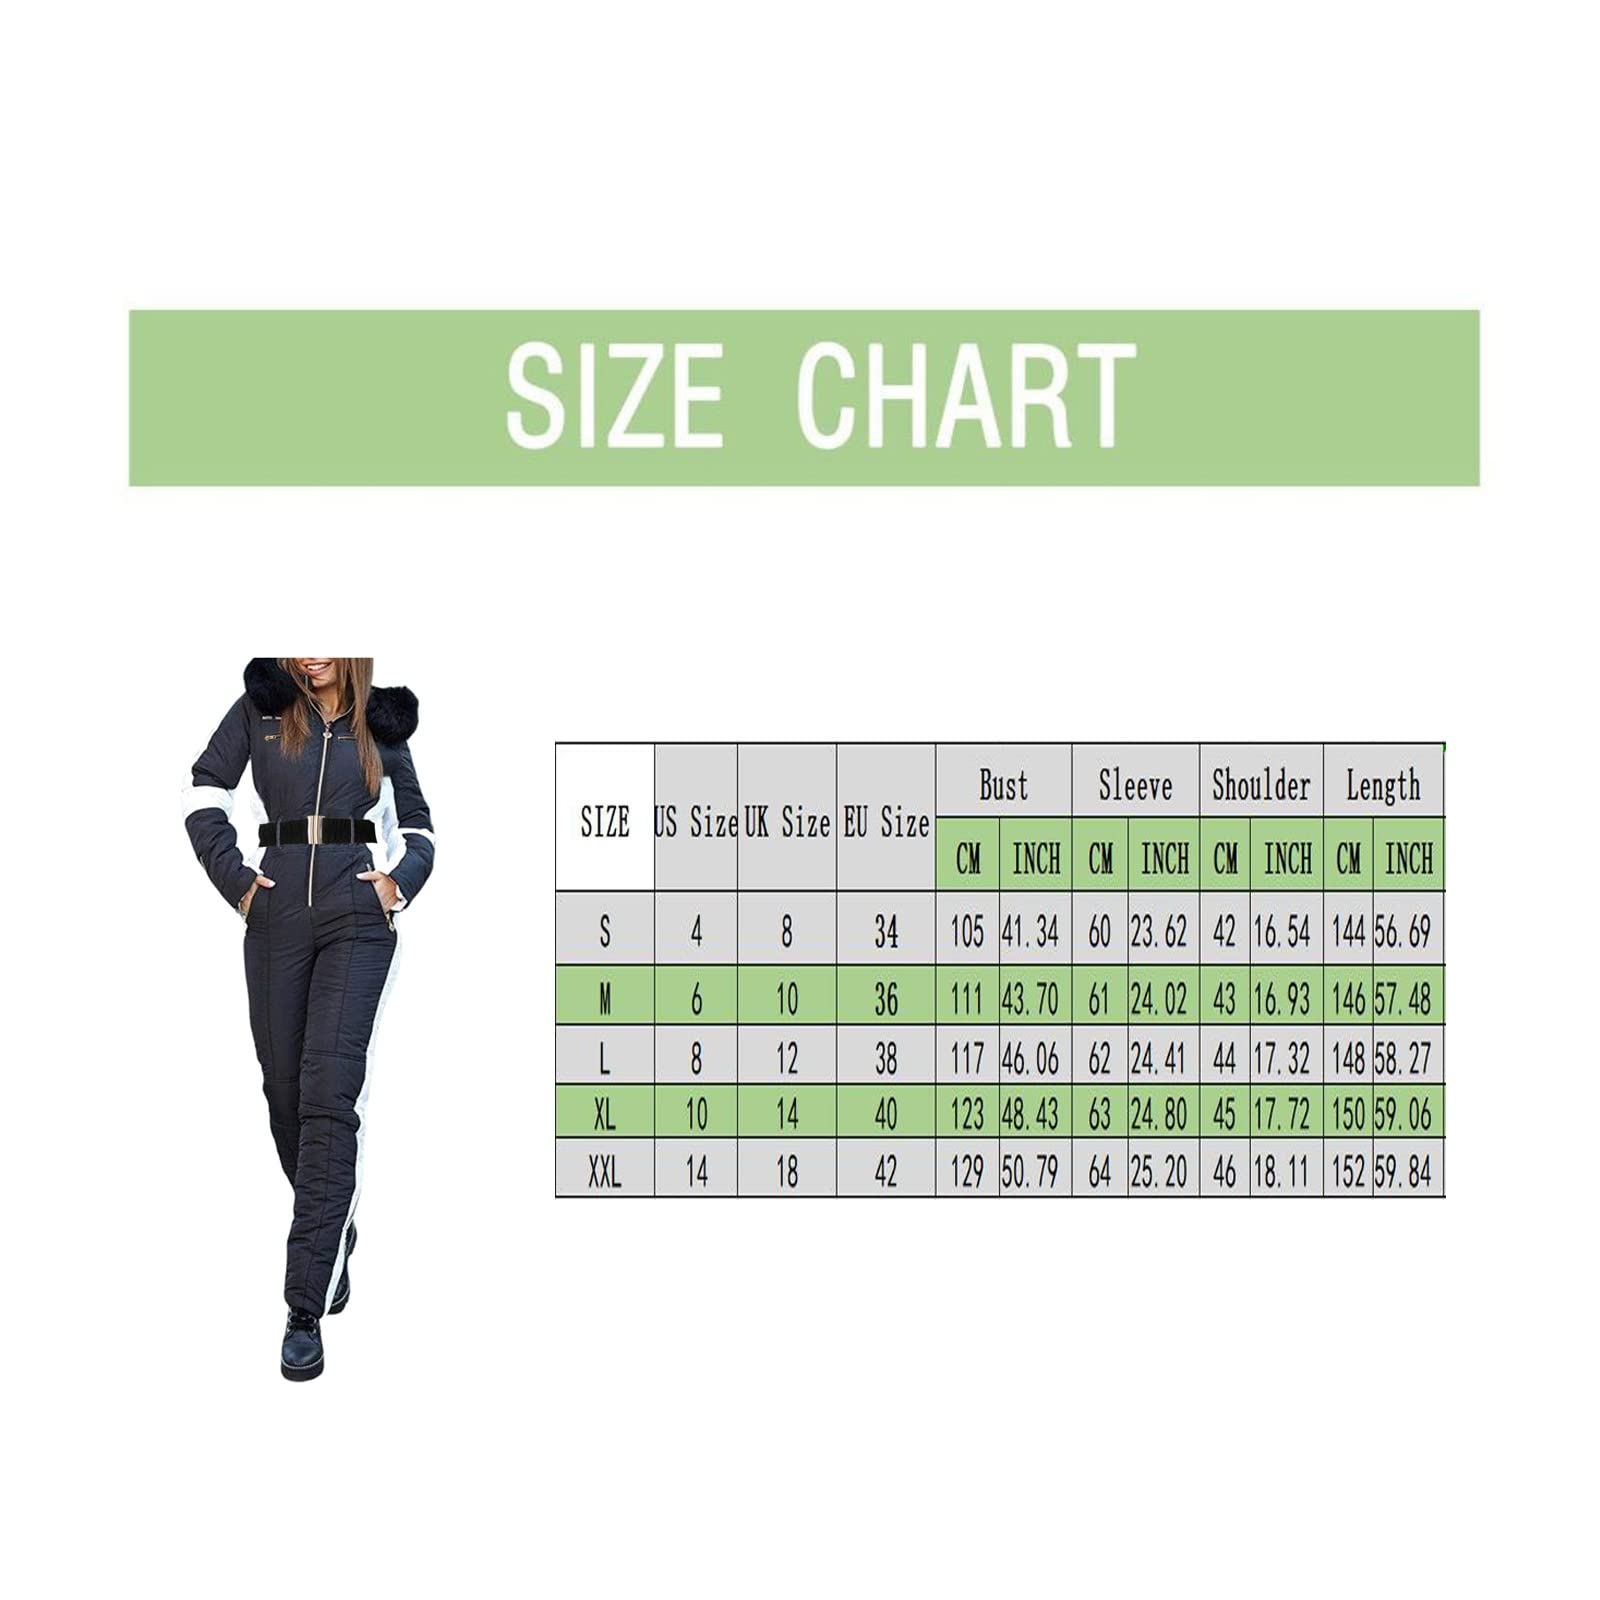 SIZE CHART
SIZE US Size UK Size EU Size Bust Sleeve Shoulder Length
CM INCH CM INCH CM INCH CM INCH
S 4 8 34 105 41.34 60 23.62 42 16.54 144 56.69
M 6 10 36 111 43.70 61 24.02 43 16.93 146 57.48
L 8 12 38 117 46.06 62 24.41 44 17.32 148 58.27
XL 10 14 40 123 48.43 63 24.80 45 17.72 150 59.06
XXL 14 18 42 129 50.79 64 25.20 46 18.11 152 59.84